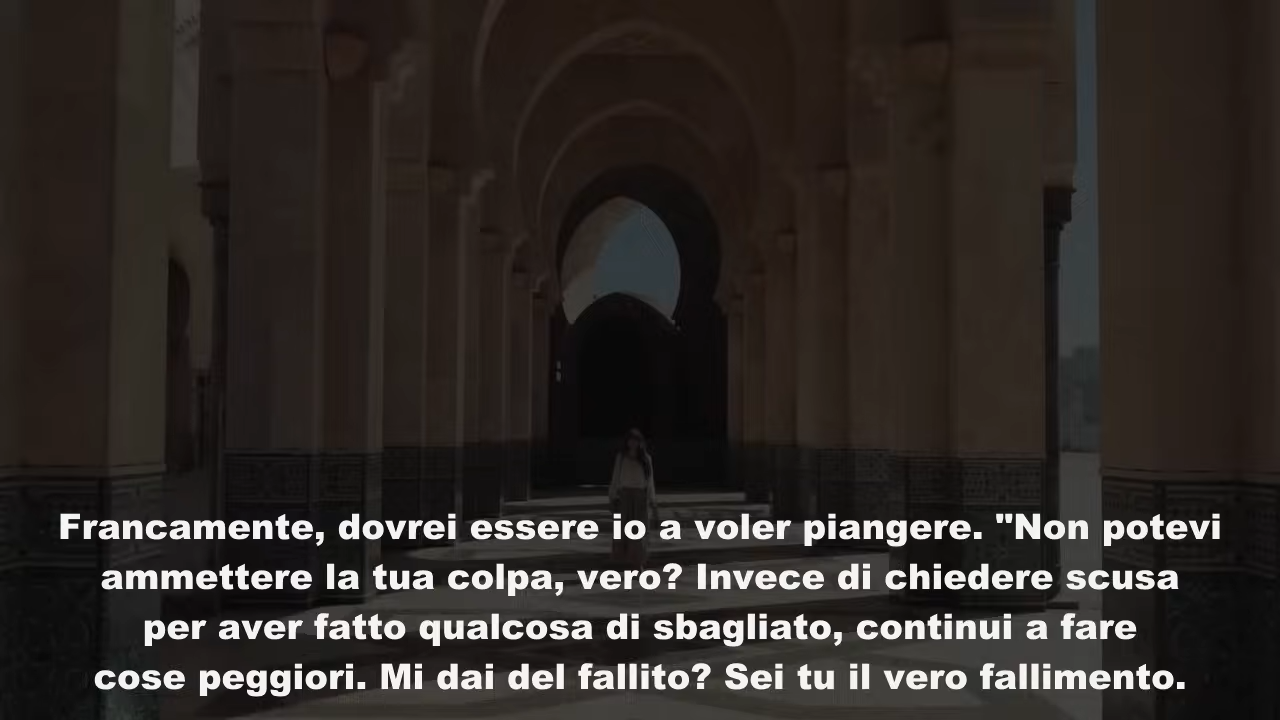 Francamente, dovrei essere io a voler piangere. "Non potevi
ammettere la tua colpa, vero? Invece di chiedere scusa
per aver fatto qualcosa di sbagliato, continui a fare
cose peggiori. Mi dai del fallito? Sei tu il vero fallimento.